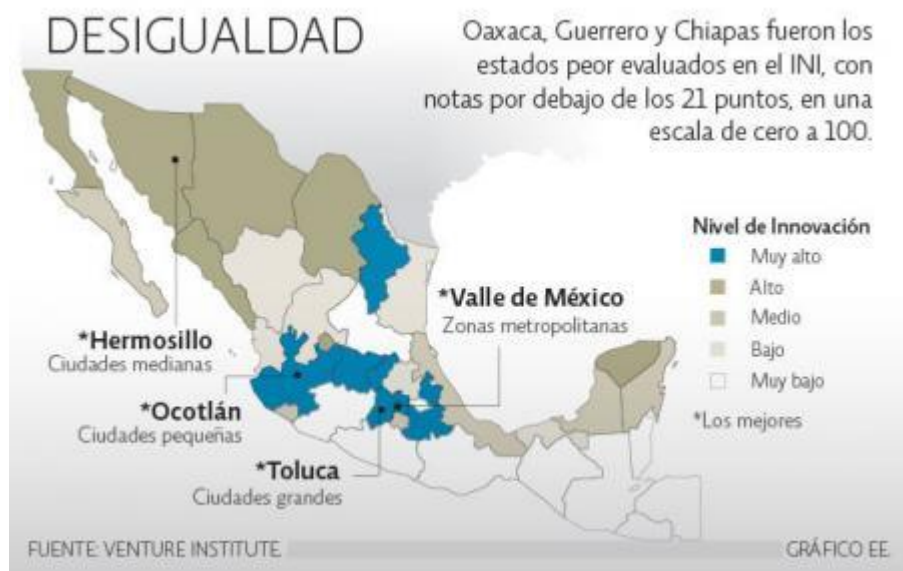 DESIGUALDAD
Oaxaca, Guerrero y Chiapas fueron los
estados peor evaluados en el INI, con
notas por debajo de los 21 puntos, en una
escala de cero a 100.
Nivel de Innovación
Muy alto
Alto
Medio
Bajo
Muy bajo
*Los mejores
*Valle de México
Zonas metropolitanas
*Hermosillo
Ciudades medianas
*Ocotlán
Ciudades pequeñas
*Toluca
Ciudades grandes
FUENTE: VENTURE INSTITUTE
GRÁFICO EE.